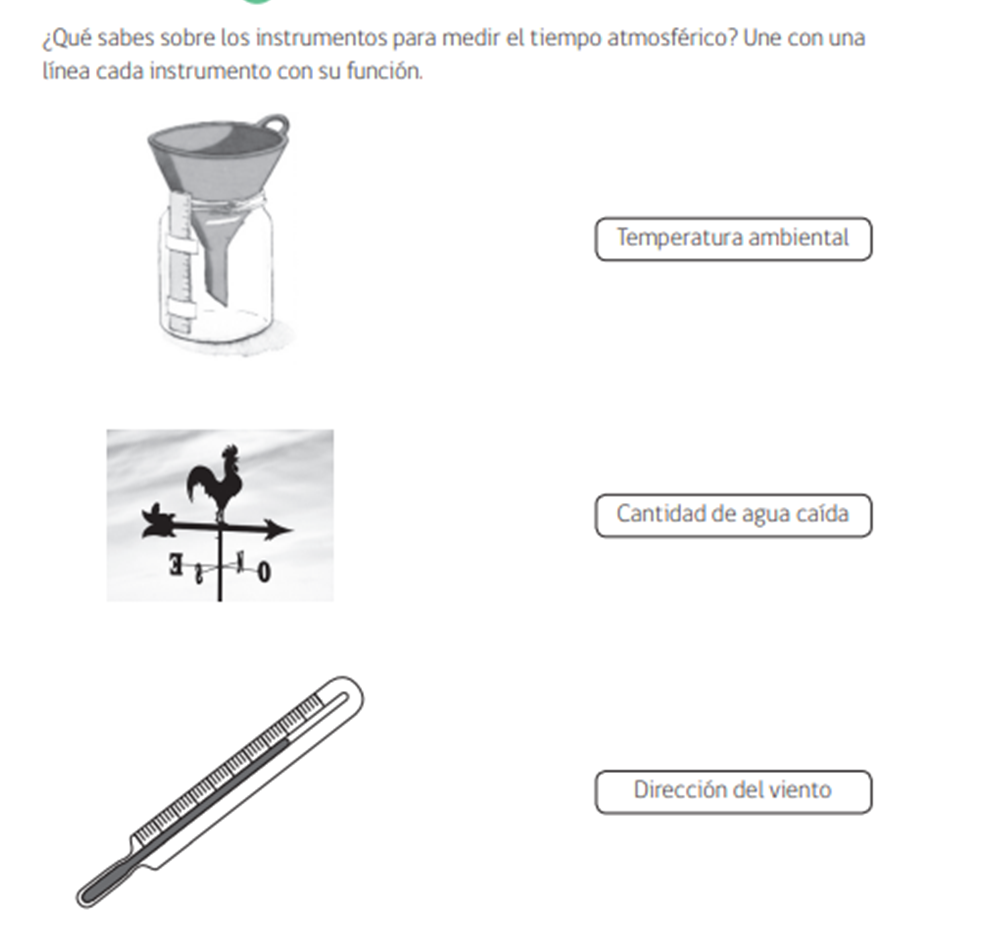 ¿Qué sabes sobre los instrumentos para medir el tiempo atmosférico? Une con una
línea cada instrumento con su función.
Temperatura ambiental
E S N O
Cantidad de agua caída
Dirección del viento